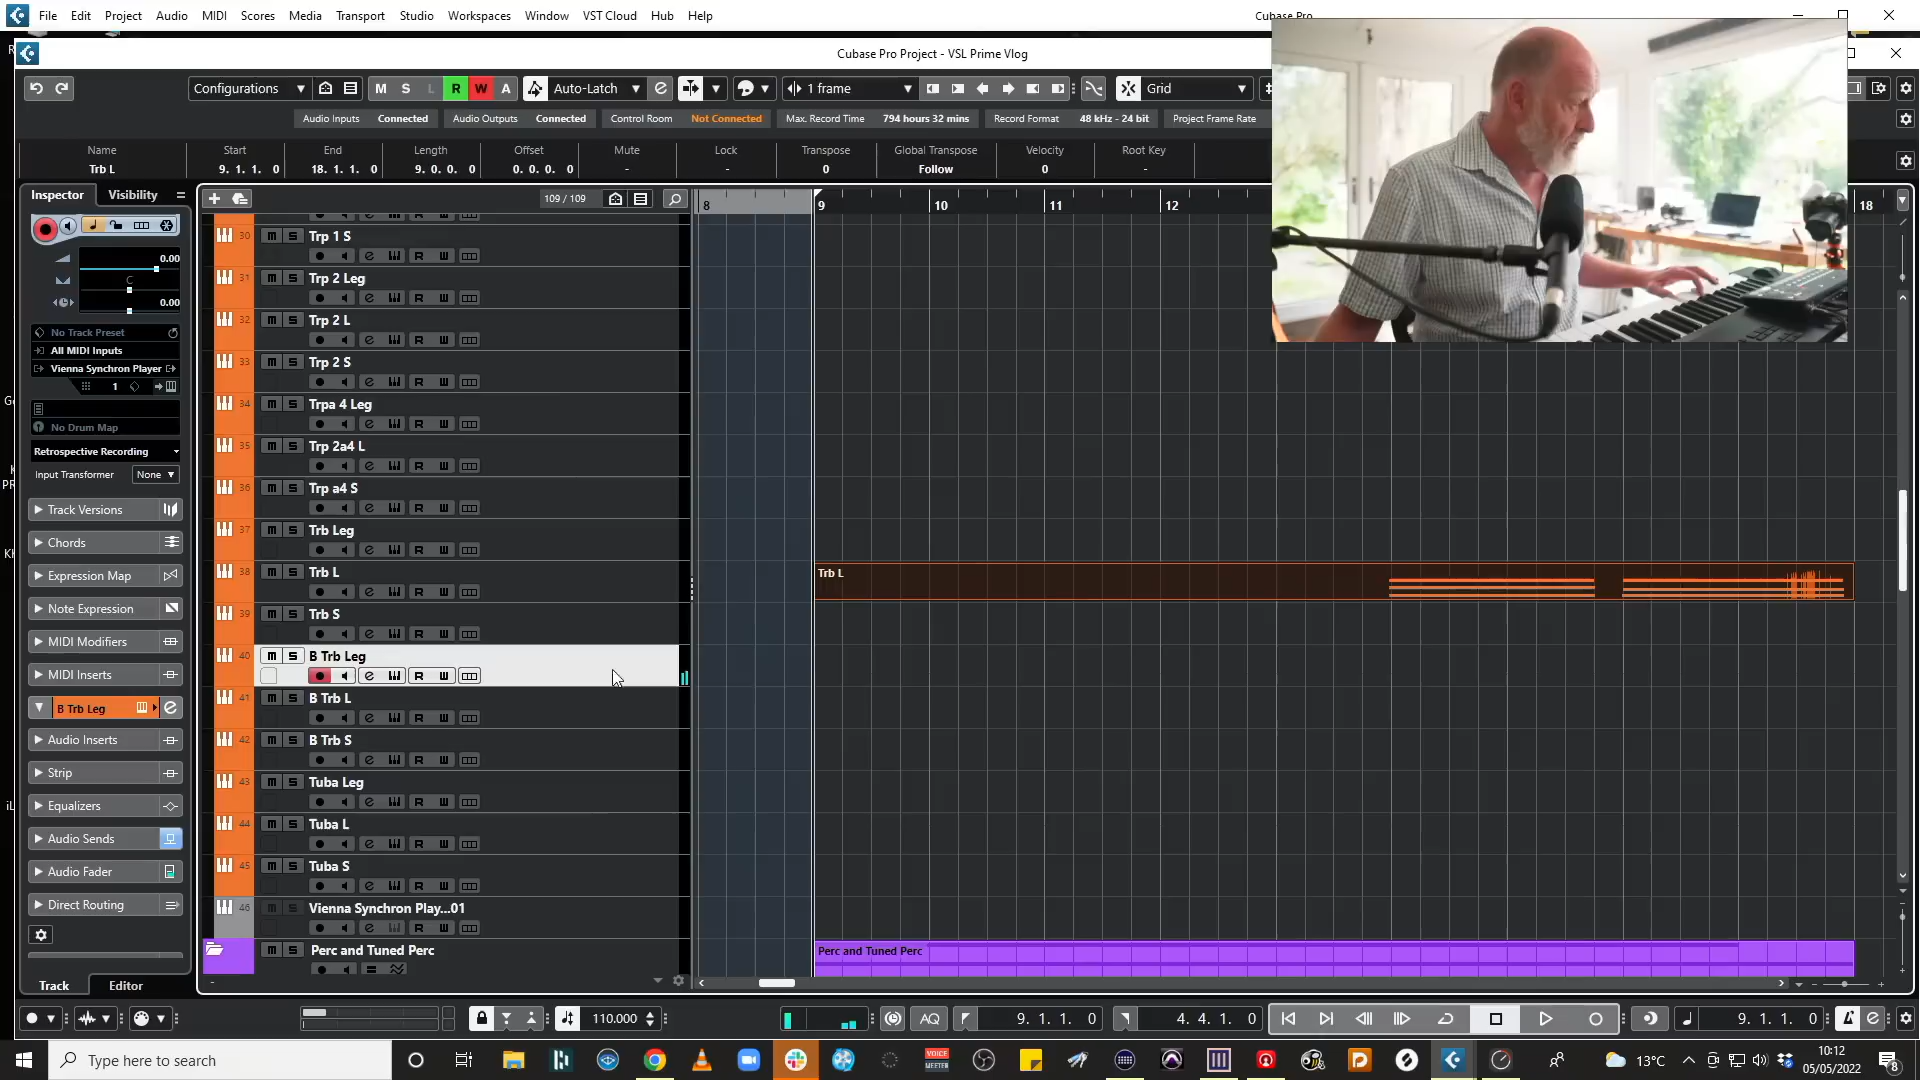 File Edit Project Audio MIDI Scores Media Transport Studio Workspaces Window VST Cloud Hub Help
Cubase Pro
Cubase Pro Project - VSL Prime Vlog
Configurations M S L R W A Auto-Latch 1 frame Grid
Audio Inputs Connected Audio Outputs Connected Control Room Not Connected Max. Record Time 794 hours 32 mins Record Format 48 kHz - 24 bit Project Frame Rate
Name Start End Length Offset Mute Lock Transpose Global Transpose Velocity Root Key
Trb L 9. 1. 1. 0 18. 1. 1. 0 9. 0. 0. 0 0. 0. 0. 0 - - 0 Follow 0 -
Inspector Visibility
109 / 109
8 9 10 11 12 18
0.00
C
0.00
No Track Preset
All MIDI Inputs
Vienna Synchron Player
1
No Drum Map
Retrospective Recording
Input Transformer None
Track Versions
Chords
Expression Map
Note Expression
MIDI Modifiers
MIDI Inserts
B Trb Leg
Audio Inserts
Strip
Equalizers
Audio Sends
Audio Fader
Direct Routing
Track Editor
30 m S Trp 1 S
31 m S Trp 2 Leg
32 m S Trp 2 L
33 m S Trp 2 S
34 m S Trpa 4 Leg
35 m S Trp 2a4 L
36 m S Trp a4 S
37 m S Trb Leg
38 m S Trb L
39 m S Trb S
40 m S B Trb Leg
41 m S B Trb L
42 m S B Trb S
43 m S Tuba Leg
44 m S Tuba L
45 m S Tuba S
46 m S Vienna Synchron Play...01
m S Perc and Tuned Perc
Trb L
Perc and Tuned Perc
110.000 AQ 9. 1. 1. 0 4. 4. 1. 0 9. 1. 1. 0
Type here to search
VOICE
MEETER
13°C
10:12
05/05/2022
8